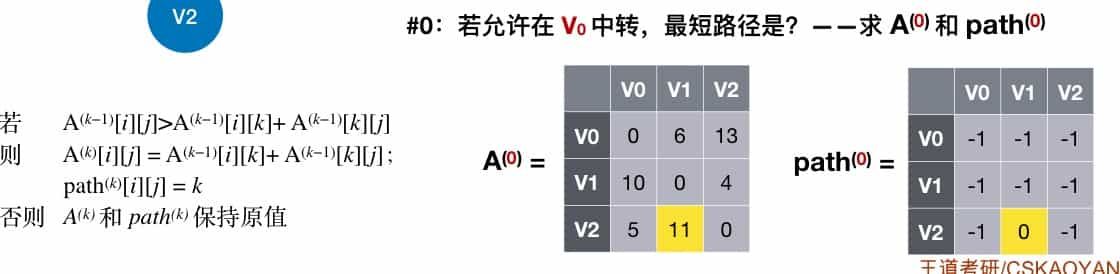 V2
#0：若允许在 V0 中转，最短路径是？——求 A(0) 和 path(0)
若 A(k−1)[i][j]>A(k−1)[i][k]+ A(k−1)[k][j]
则 A(k)[i][j] = A(k−1)[i][k]+ A(k−1)[k][j] ;
path(k)[i][j] = k
否则 A(k) 和 path(k) 保持原值
A(0) =
V0 V1 V2
V0 0 6 13
V1 10 0 4
V2 5 11 0
path(0) =
V0 V1 V2
V0 -1 -1 -1
V1 -1 -1 -1
V2 -1 0 -1
王道考研/CSKAOYAN